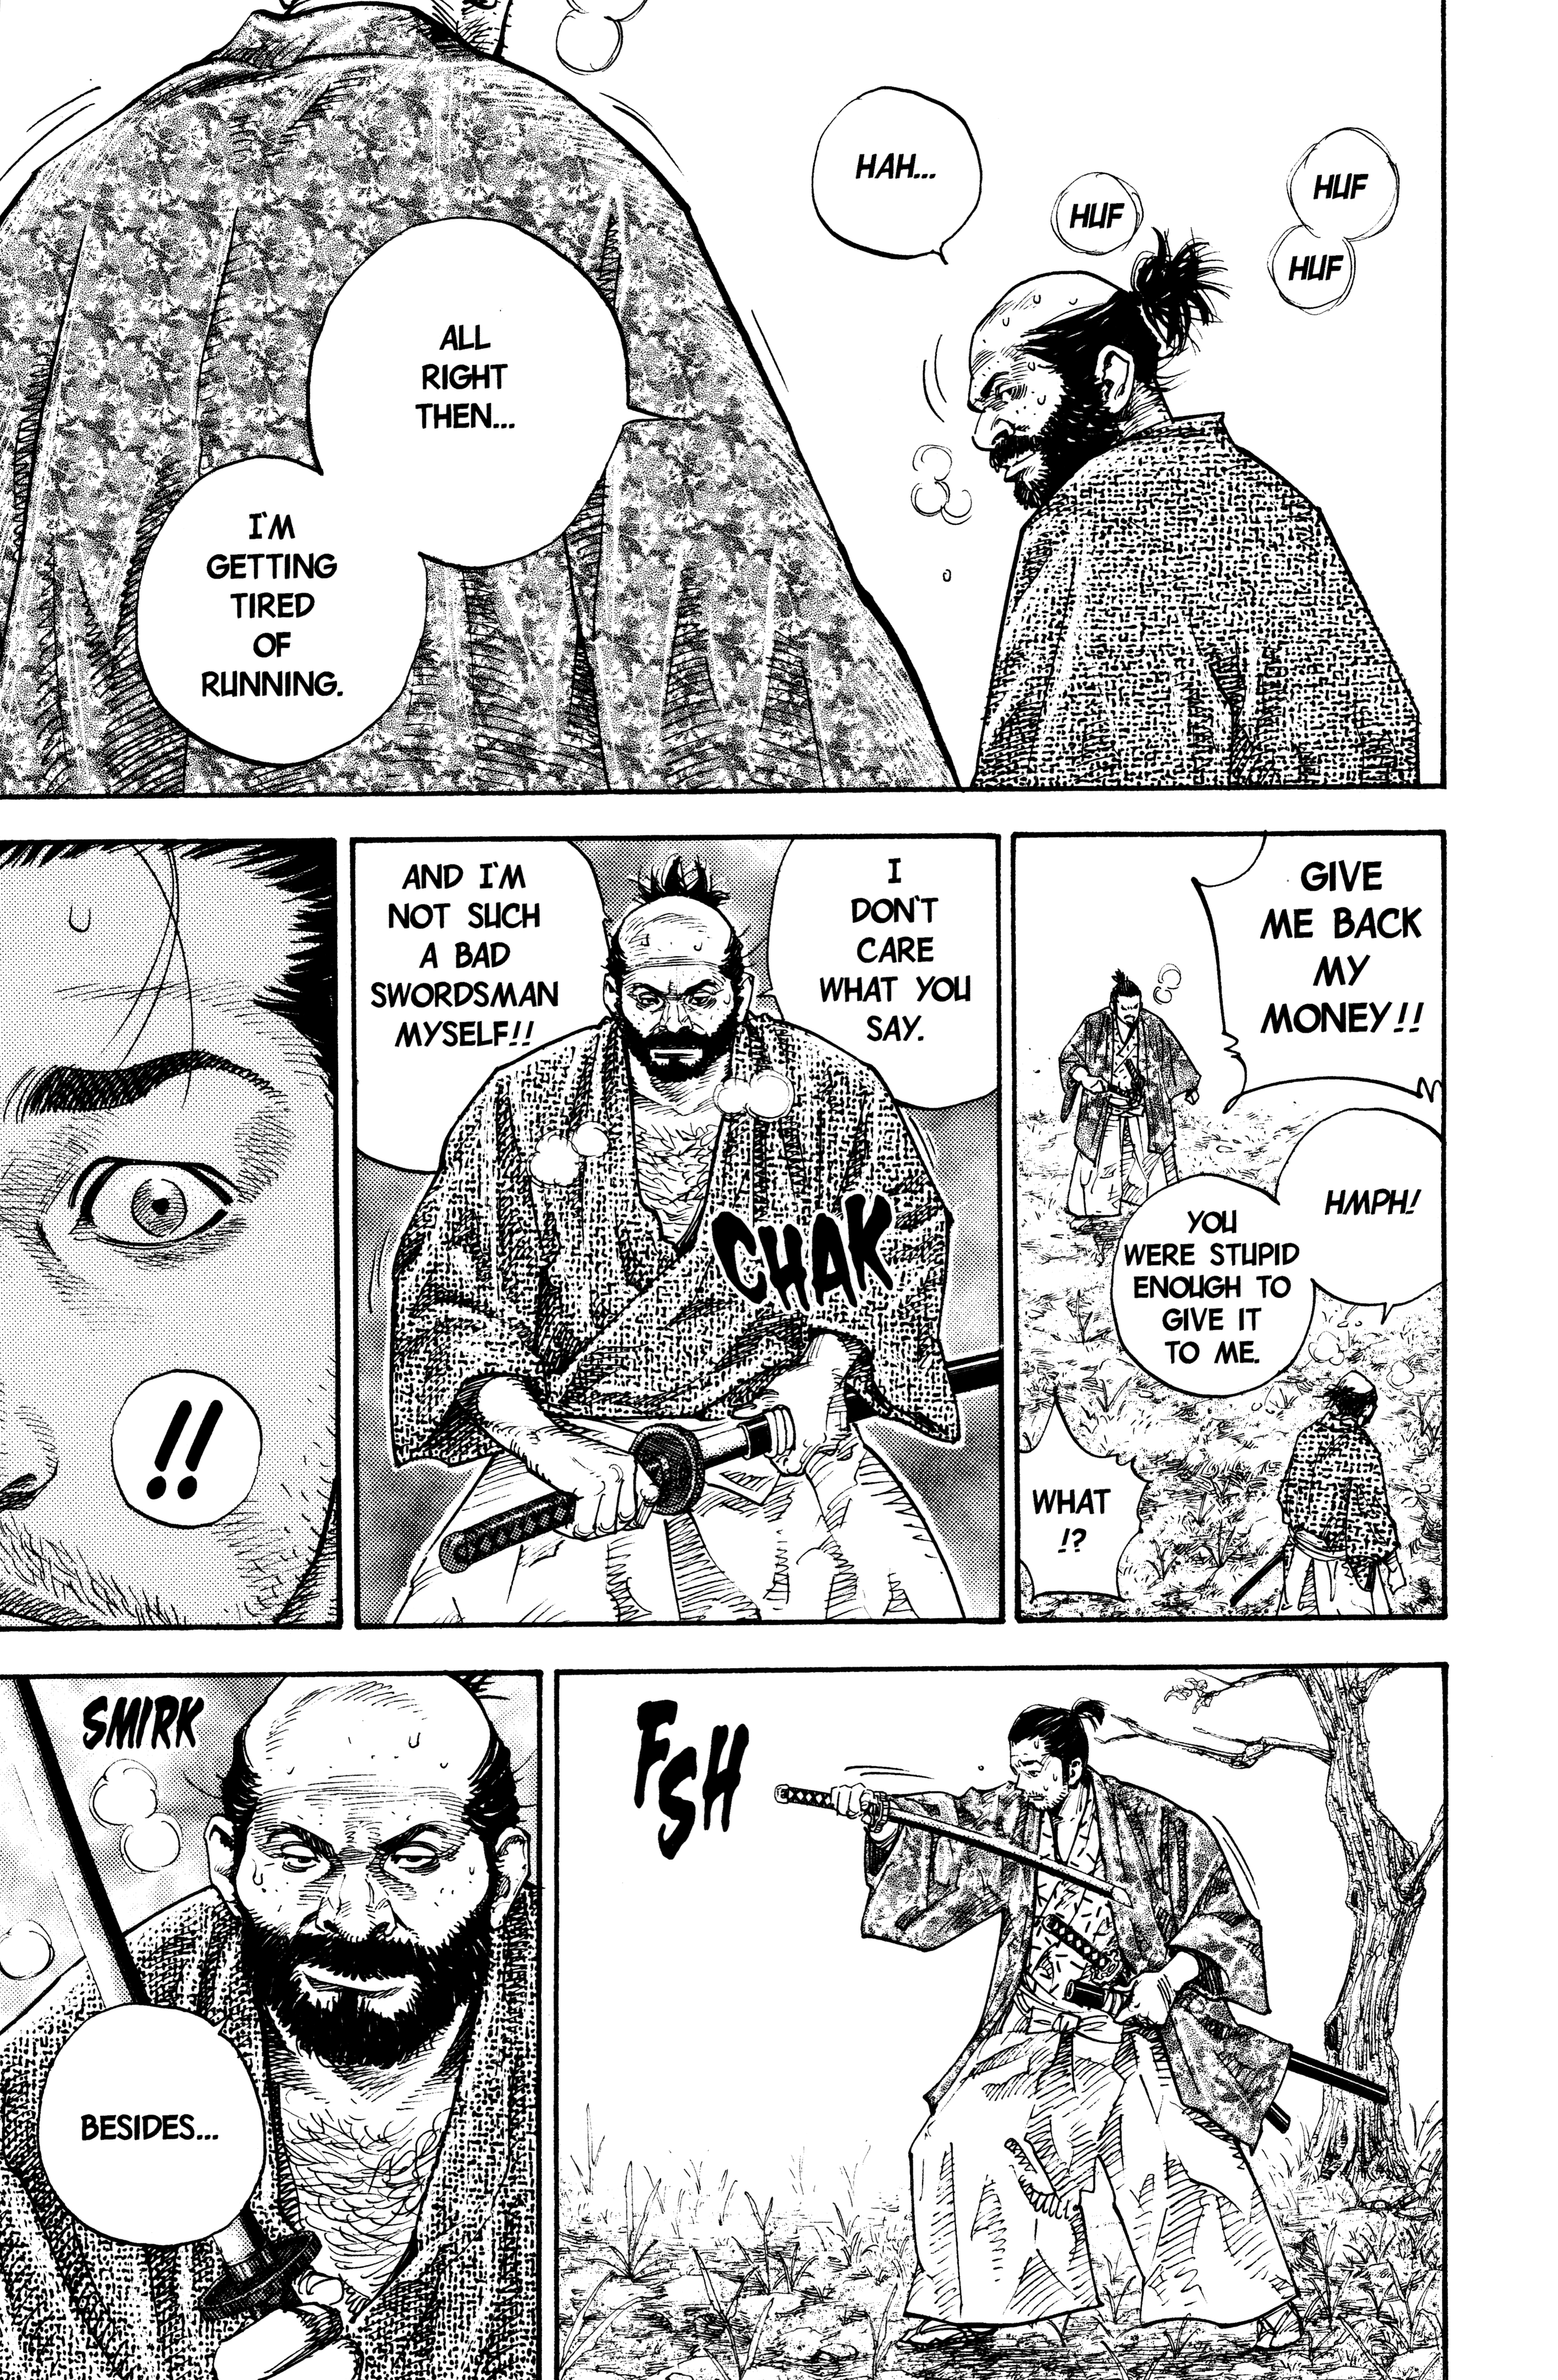 HUF
HUF
HUF
HAH...
ALL
RIGHT
THEN...
I'M
GETTING
TIRED
OF
RUNNING.
GIVE
ME BACK
MY
MONEY!!
HMPH!
YOU
WERE STUPID
ENOUGH TO
GIVE IT
TO ME.
WHAT
!?
I
DON'T
CARE
WHAT YOU
SAY.
AND I'M
NOT SUCH
A BAD
SWORDSMAN
MYSELF!!
CHAK
!!
FSH
SMIRK
BESIDES...